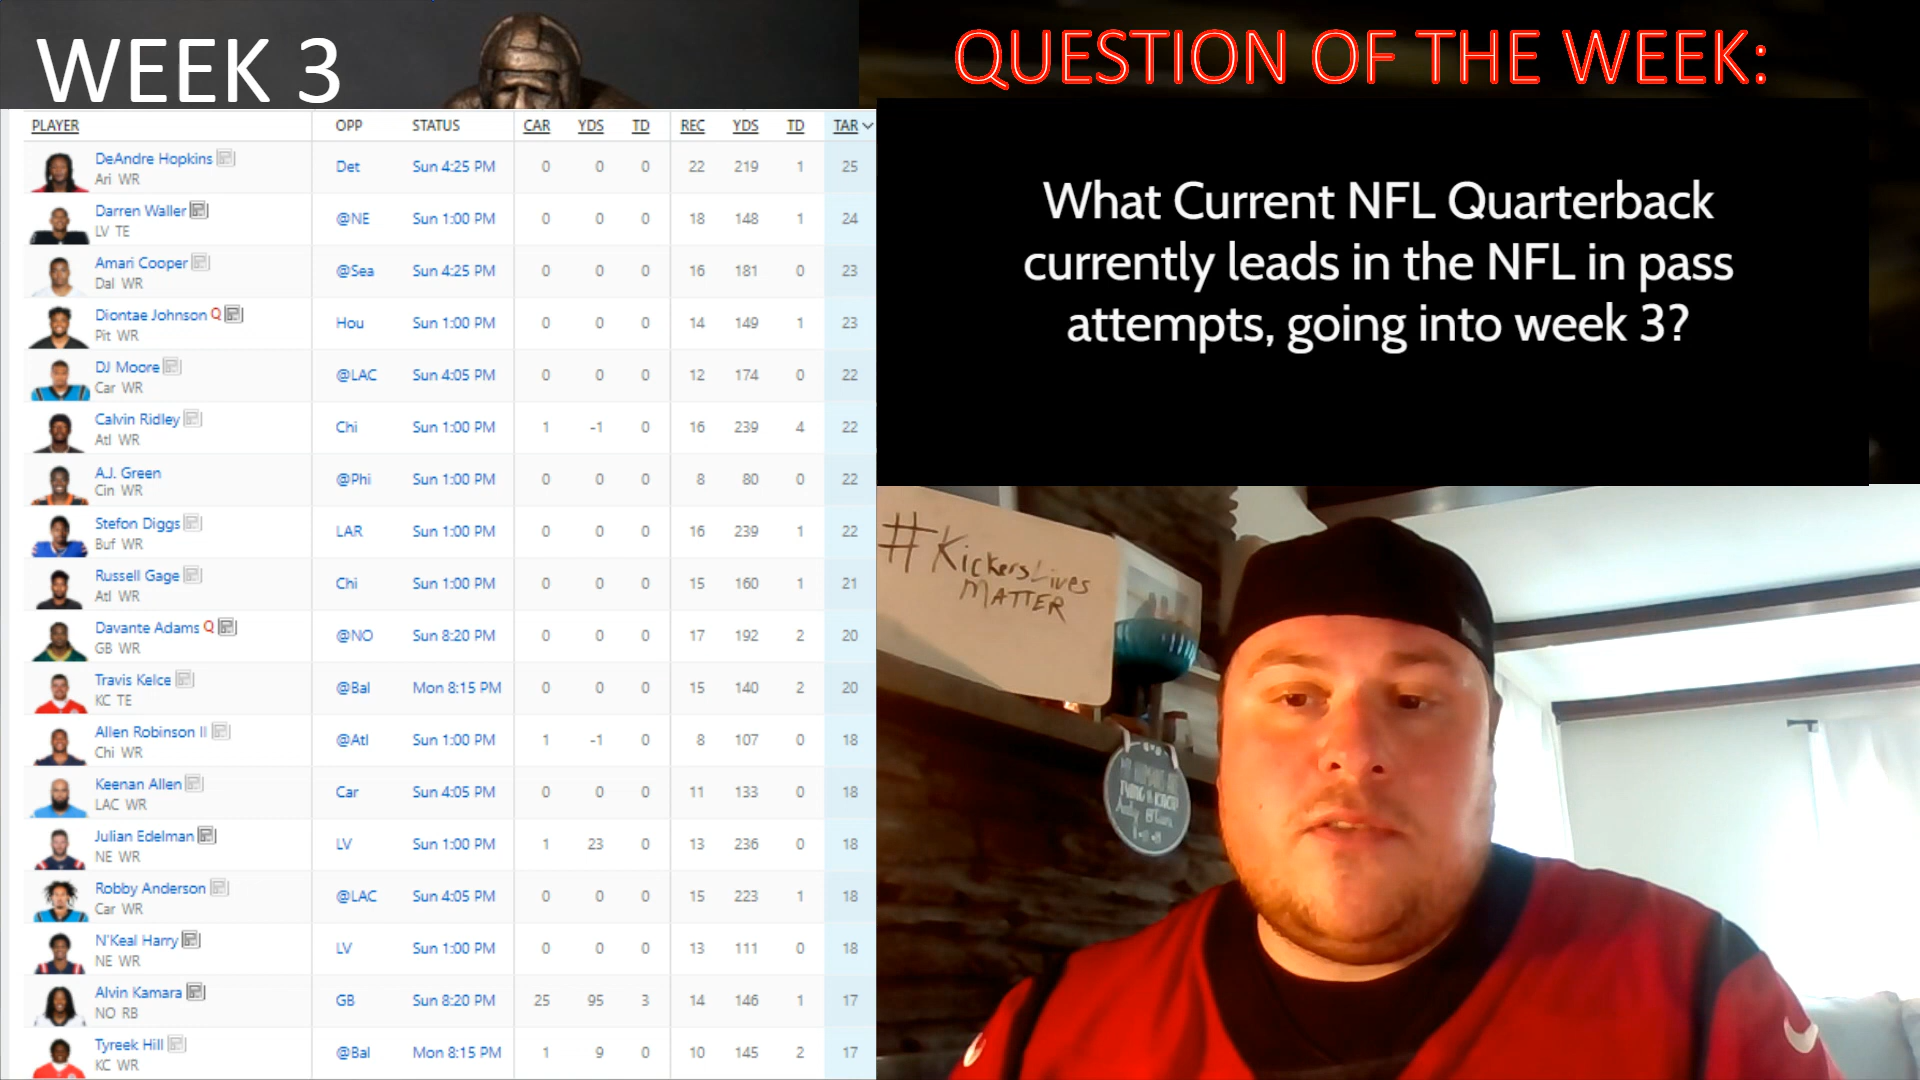 WEEK 3
QUESTION OF THE WEEK:
PLAYER OPP STATUS CAR YDS TD REC YDS TD TAR
DeAndre Hopkins
Ari WR
Det Sun 4:25 PM 0 0 0 22 219 1 25
Darren Waller
LV TE
@NE Sun 1:00 PM 0 0 0 18 148 1 24
Amari Cooper
Dal WR
@Sea Sun 4:25 PM 0 0 0 16 181 0 23
Diontae Johnson Q
Pit WR
Hou Sun 1:00 PM 0 0 0 14 149 1 23
DJ Moore
Car WR
@LAC Sun 4:05 PM 0 0 0 12 174 0 22
Calvin Ridley
Atl WR
Chi Sun 1:00 PM 1 -1 0 16 239 4 22
A.J. Green
Cin WR
@Phi Sun 1:00 PM 0 0 0 8 80 0 22
Stefon Diggs
Buf WR
LAR Sun 1:00 PM 0 0 0 16 239 1 22
Russell Gage
Atl WR
Chi Sun 1:00 PM 0 0 0 15 160 1 21
Davante Adams Q
GB WR
@NO Sun 8:20 PM 0 0 0 17 192 2 20
Travis Kelce
KC TE
@Bal Mon 8:15 PM 0 0 0 15 140 2 20
Allen Robinson II
Chi WR
@Atl Sun 1:00 PM 1 -1 0 8 107 0 18
Keenan Allen
LAC WR
Car Sun 4:05 PM 0 0 0 11 133 0 18
Julian Edelman
NE WR
LV Sun 1:00 PM 1 23 0 13 236 0 18
Robby Anderson
Car WR
@LAC Sun 4:05 PM 0 0 0 15 223 1 18
N'Keal Harry
NE WR
LV Sun 1:00 PM 0 0 0 13 111 0 18
Alvin Kamara
NO RB
GB Sun 8:20 PM 25 95 3 14 146 1 17
Tyreek Hill
KC WR
@Bal Mon 8:15 PM 1 9 0 10 145 2 17
What Current NFL Quarterback
currently leads in the NFL in pass
attempts, going into week 3?
#KickersLives
MATTER